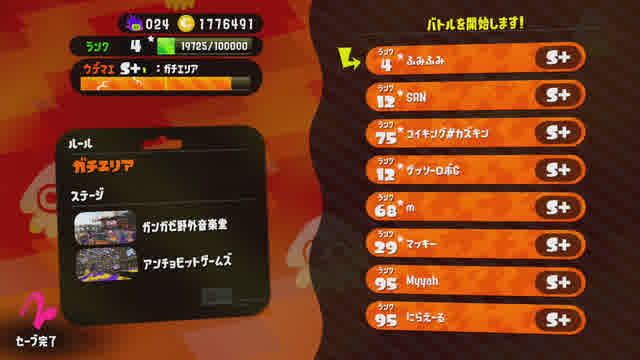 024 1776491
ランク 4★ 19725/100000
ウデマエ S+1 :ガチエリア
ルール
ガチエリア
ステージ
ガンガゼ野外音楽堂
アンチョビットゲームズ
セーブ完了
バトルを開始します!
ランク 4★ ふみふみ S+
ランク 12★ SAN S+
ランク 75★ コイキング#カズキン S+
ランク 12★ ヴッソーロボG S+
ランク 68★ m S+
ランク 29★ マッキー S+
ランク 95 Myyah S+
ランク 95 にらえーる S+